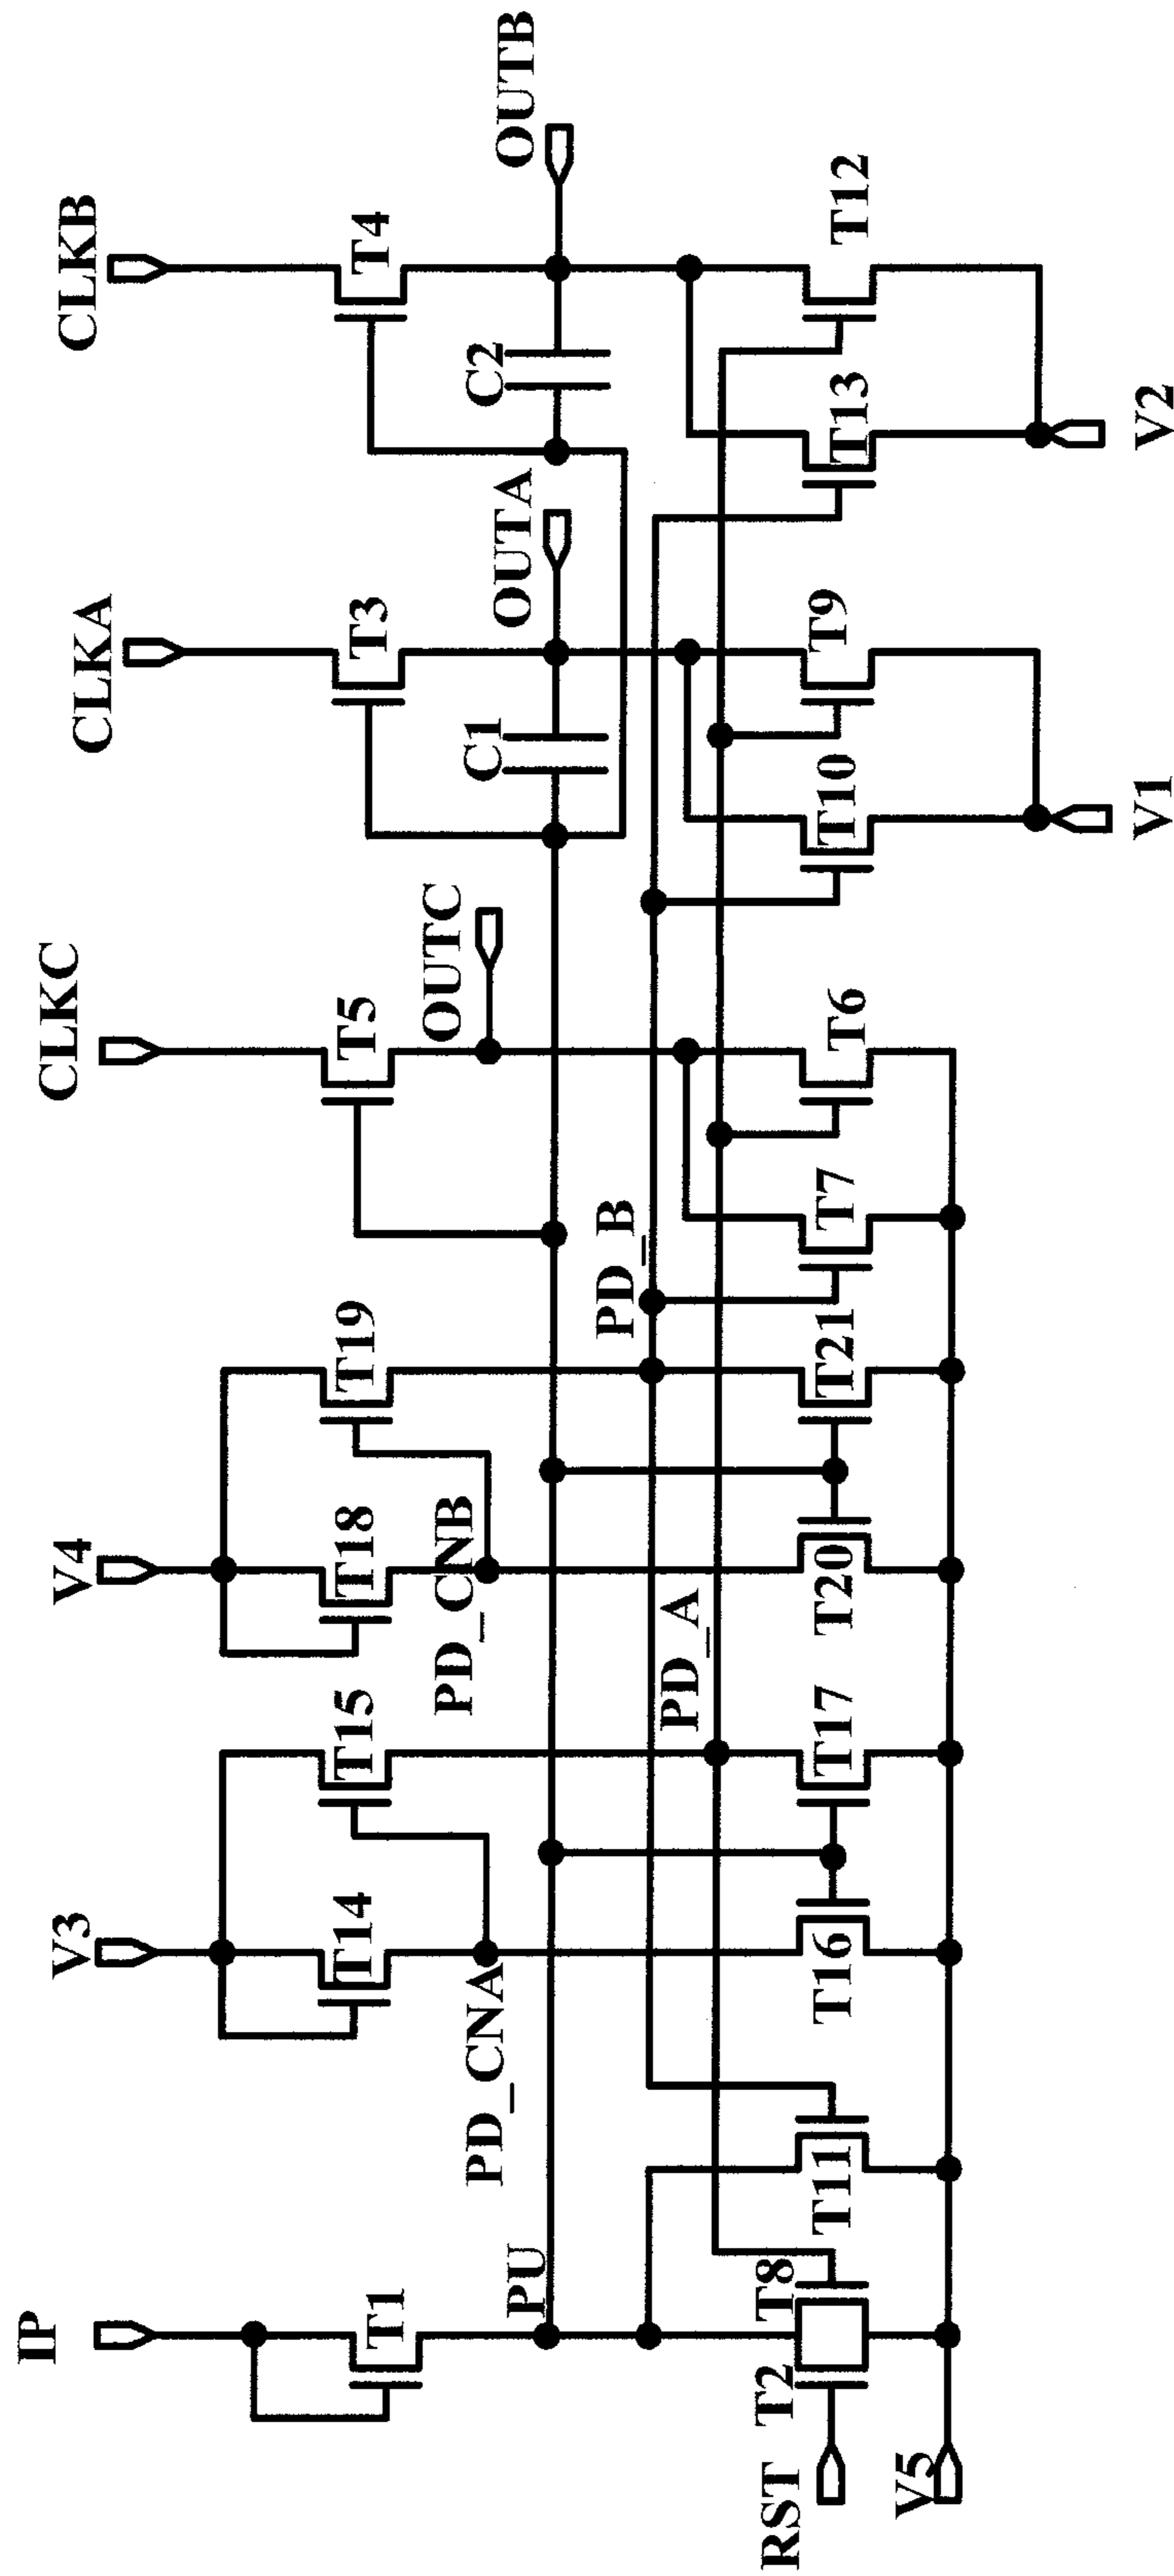 IP
V3
V4
CLKC
CLKA
CLKB
T1
T14
T15
T18
T19
T5
T3
T4
PU
PD_CNA
PD_CNB
OUTC
C1
OUTA
C2
OUTB
PD_A
PD_B
RST
T2
T8
T11
T16
T17
T20
T21
T7
T6
T10
T9
T13
T12
V5
V1
V2